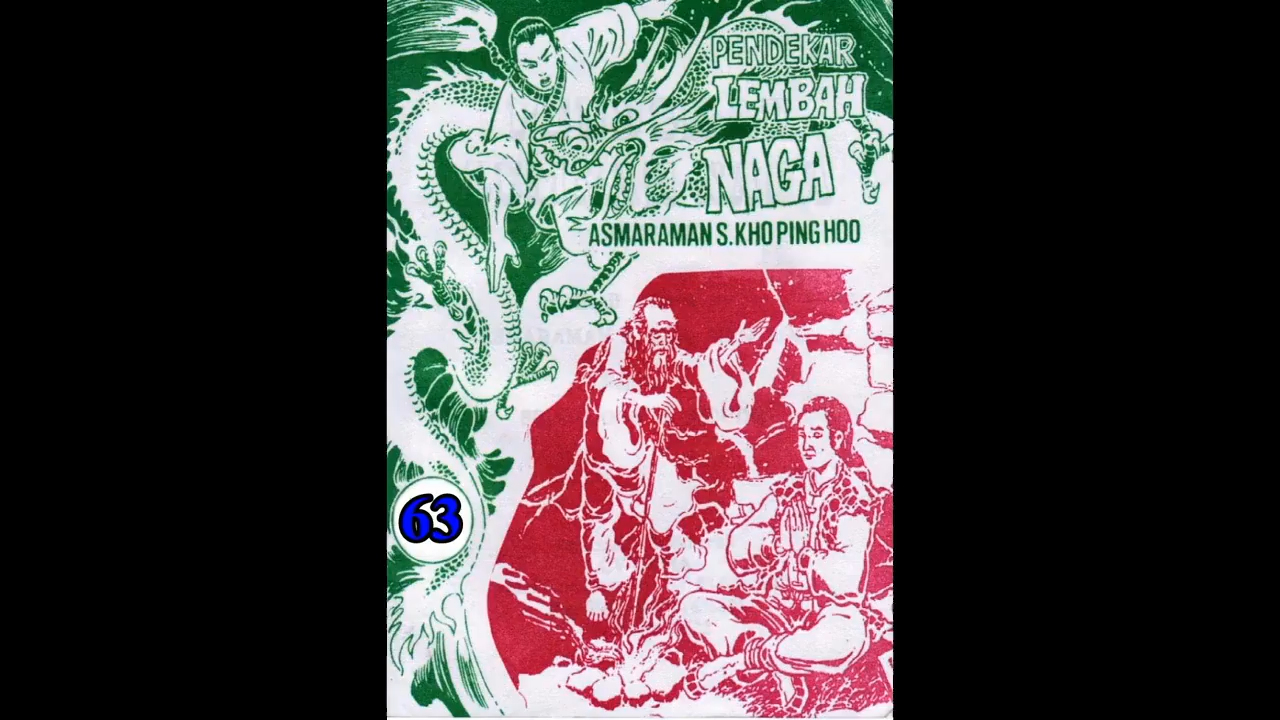 PENDEKAR
LEMBAH
NAGA
ASMARAMAN S. KHO PING HOO
63